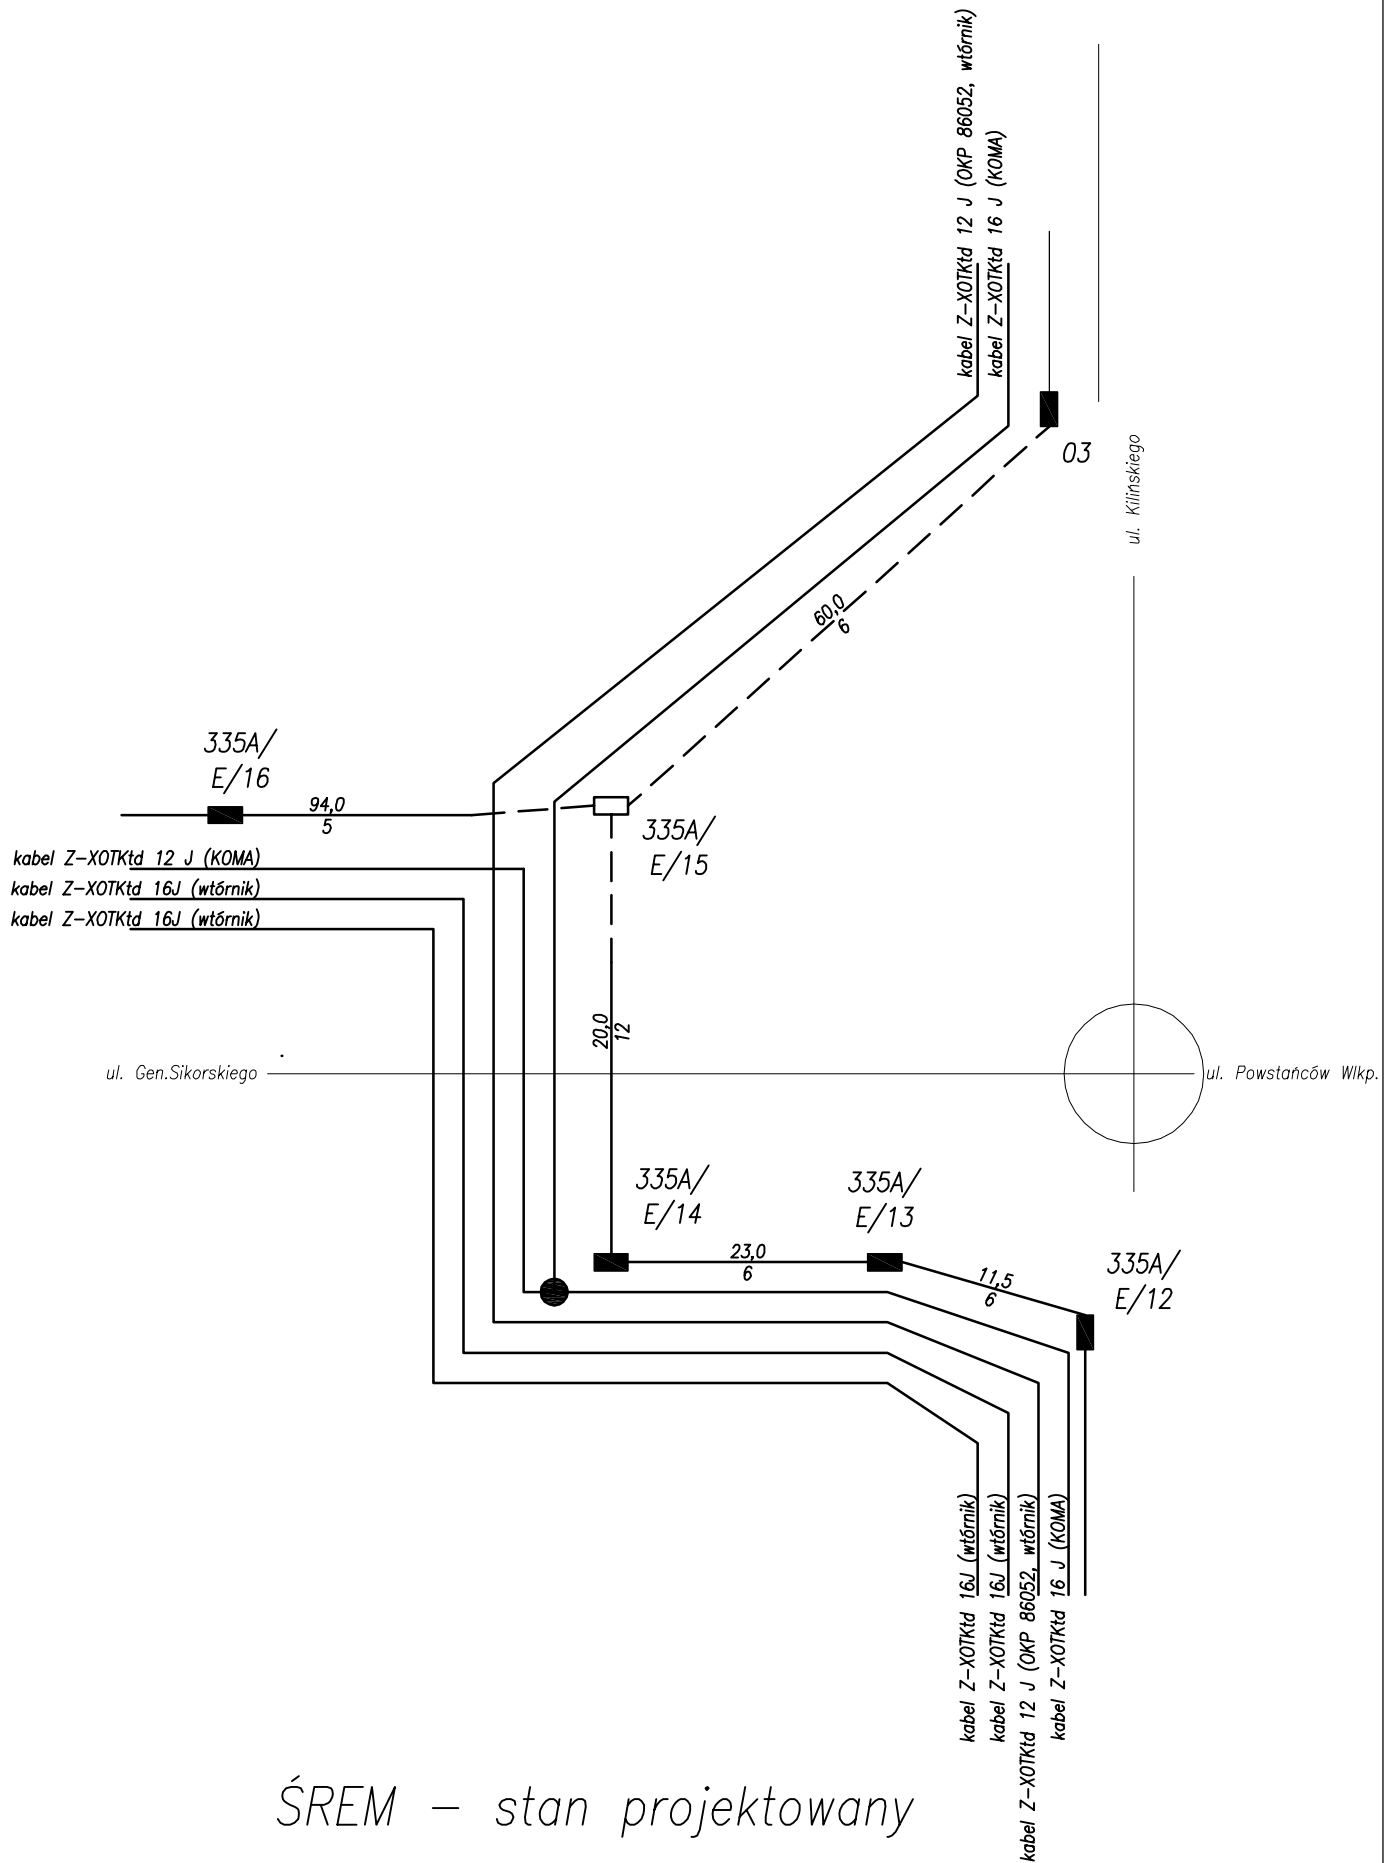 kabel Z-XOTKtd 12 J (OKP 86052, wtórnik)
kabel Z-XOTKtd 16 J (KOMA)
03
ul. Kilińskiego
60,0
6
335A/
E/16
94,0
5
335A/
E/15
kabel Z-XOTKtd 12 J (KOMA)
kabel Z-XOTKtd 16J (wtórnik)
kabel Z-XOTKtd 16J (wtórnik)
20,0
12
ul. Gen.Sikorskiego
ul. Powstańców Wlkp.
335A/
E/14
335A/
E/13
23,0
6
11,5
6
335A/
E/12
kabel Z-XOTKtd 16J (wtórnik)
kabel Z-XOTKtd 16J (wtórnik)
kabel Z-XOTKtd 12 J (OKP 86052, wtórnik)
kabel Z-XOTKtd 16 J (KOMA)
ŚREM - stan projektowany